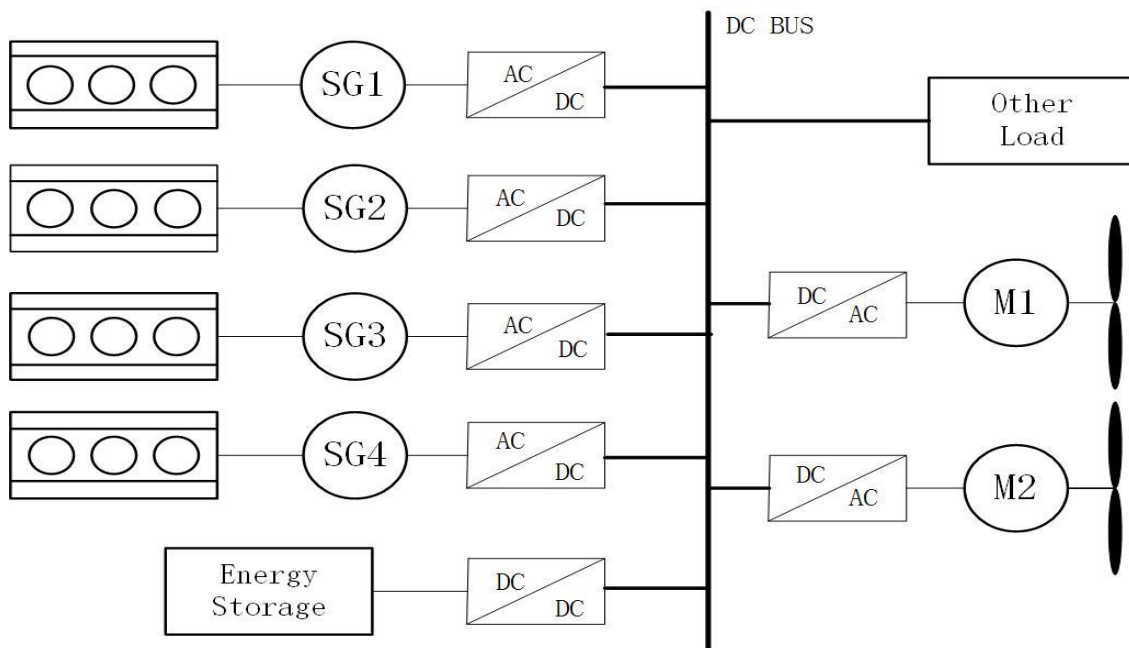 DC BUS
SG1
AC
DC
Other
Load
SG2
AC
DC
SG3
AC
DC
DC
AC
M1
SG4
AC
DC
DC
AC
M2
Energy
Storage
DC
DC